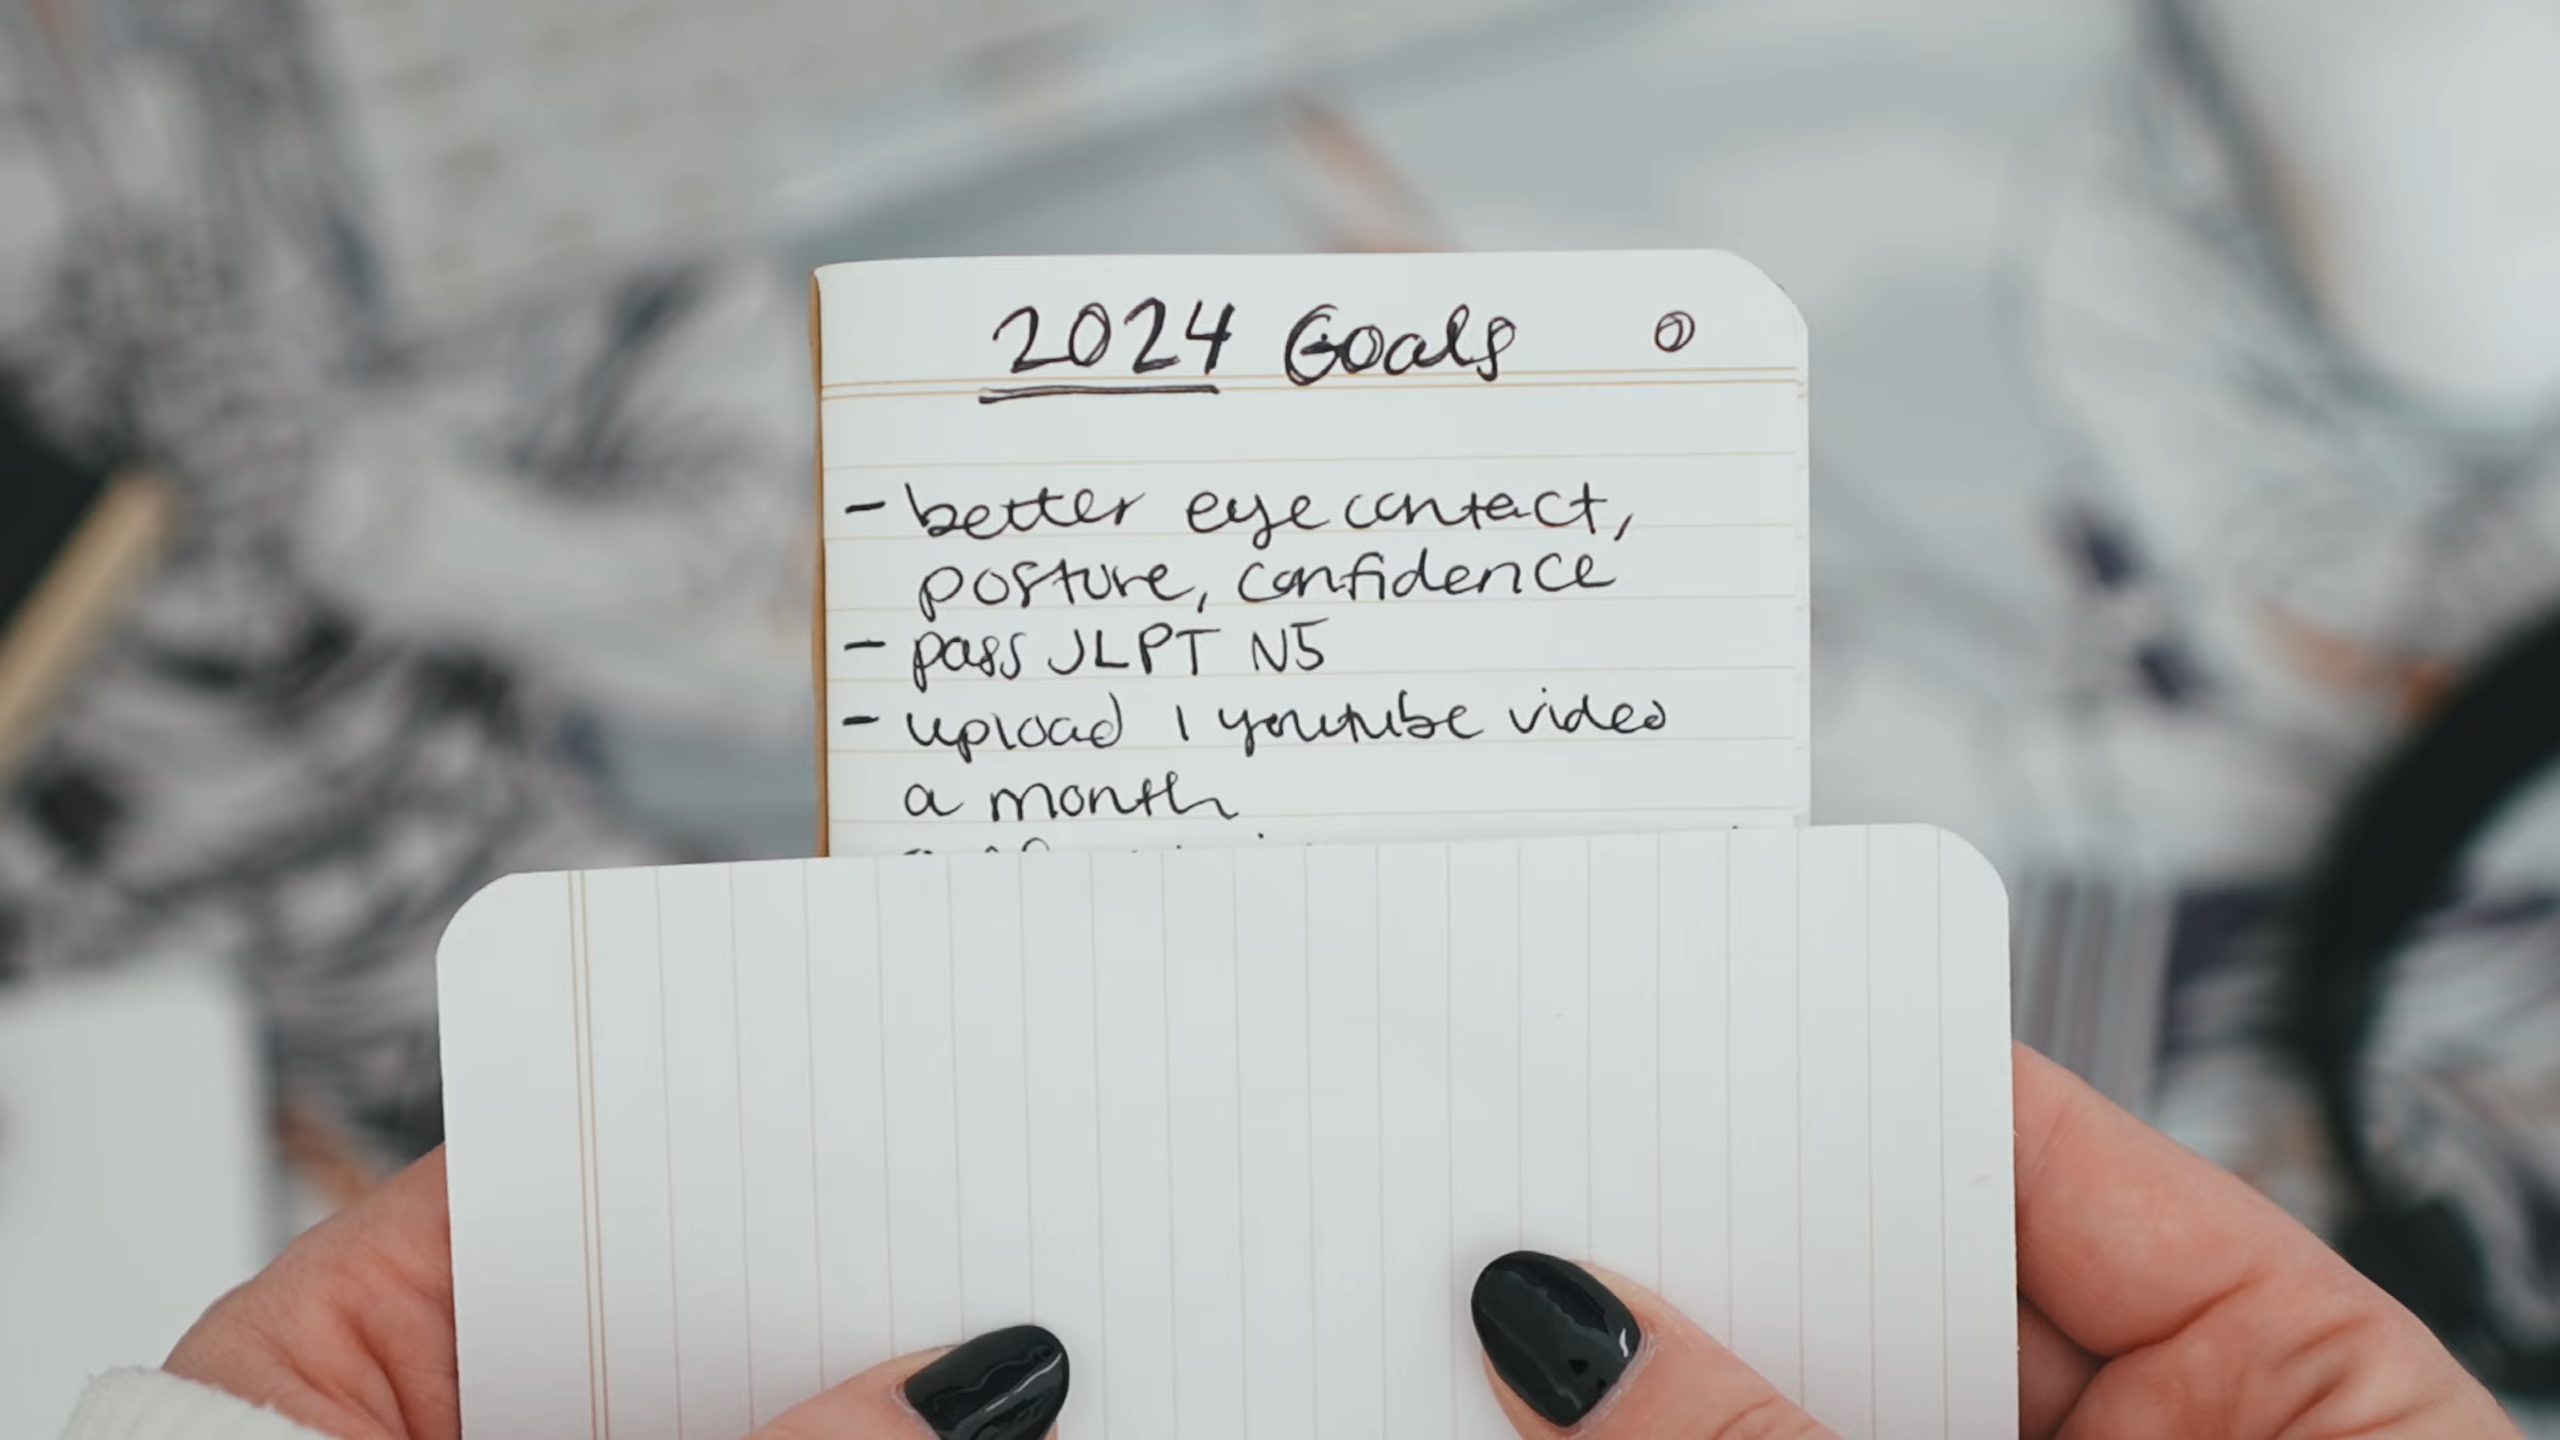 2024 Goals
- better eye contact,
posture, confidence
- pass JLPT N5
- upload 1 youtube video
a month